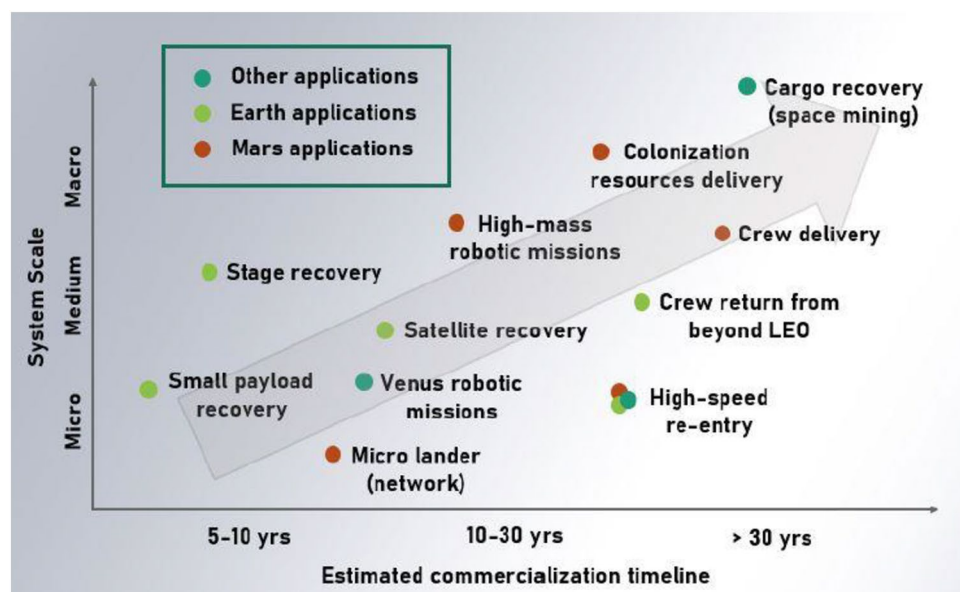 Other applications
Earth applications
Mars applications
Cargo recovery
(space mining)
Colonization
resources delivery
High-mass
robotic missions
Crew delivery
Stage recovery
Crew return from
beyond LEO
Satellite recovery
Small payload
recovery
Venus robotic
missions
High-speed
re-entry
Micro lander
(network)
System Scale
Macro
Medium
Micro
5-10 yrs
10-30 yrs
> 30 yrs
Estimated commercialization timeline